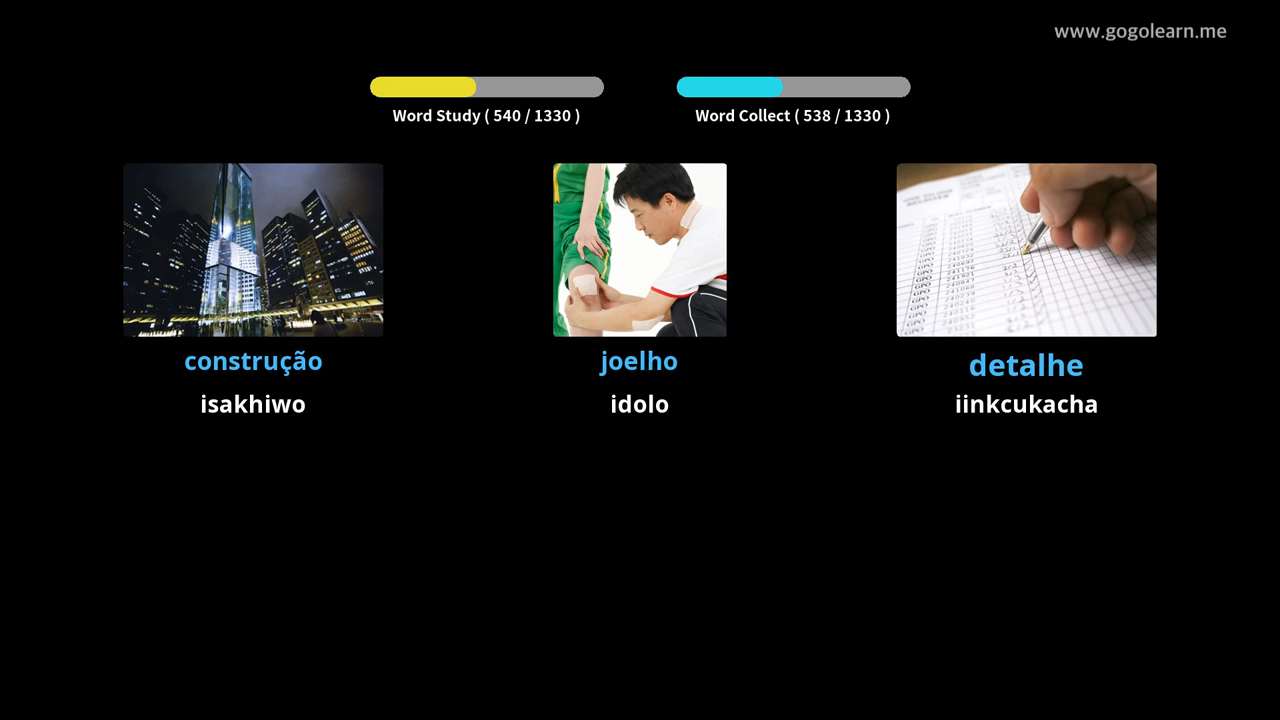 www.gogolearn.me
Word Study ( 540 / 1330 )
Word Collect ( 538 / 1330 )
construção
joelho
detalhe
isakhiwo
idolo
iinkcukacha